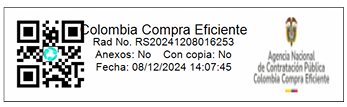 Colombia Compra Eficiente
Rad No. RS20241208016253
Anexos: No Con copia: No
Fecha: 08/12/2024 14:07:45
Agencia Nacional
de Contratación Pública
Colombia Compra Eficiente